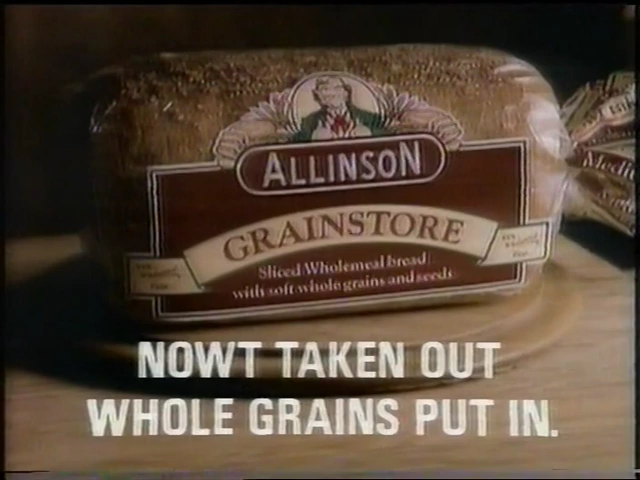 ALLINSON
GRAINSTORE
Sliced Wholemeal bread
with soft whole grains and seeds
NOWT TAKEN OUT
WHOLE GRAINS PUT IN.